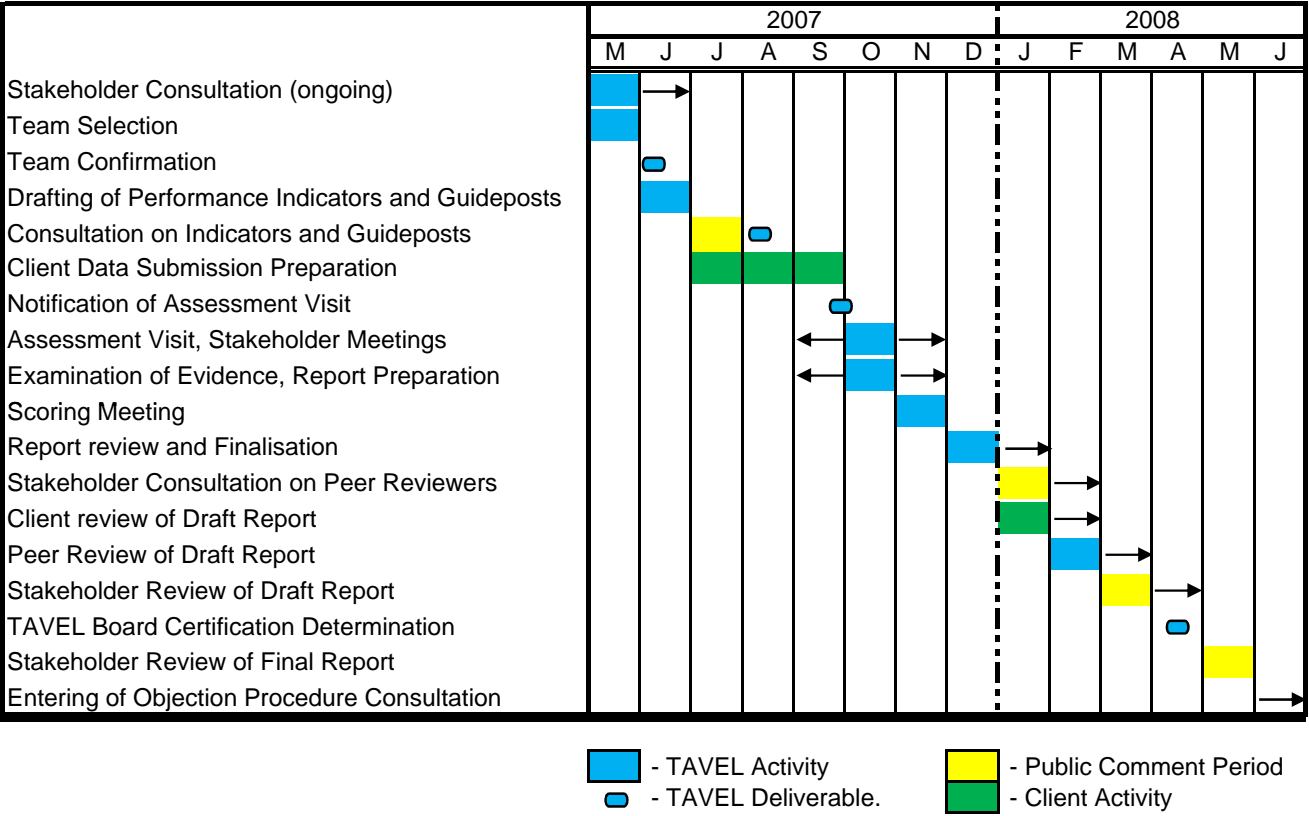 2007 2008
M J J A S O N D J F M A M J
Stakeholder Consultation (ongoing)
Team Selection
Team Confirmation
Drafting of Performance Indicators and Guideposts
Consultation on Indicators and Guideposts
Client Data Submission Preparation
Notification of Assessment Visit
Assessment Visit, Stakeholder Meetings
Examination of Evidence, Report Preparation
Scoring Meeting
Report review and Finalisation
Stakeholder Consultation on Peer Reviewers
Client review of Draft Report
Peer Review of Draft Report
Stakeholder Review of Draft Report
TAVEL Board Certification Determination
Stakeholder Review of Final Report
Entering of Objection Procedure Consultation
- TAVEL Activity - Public Comment Period
- TAVEL Deliverable. - Client Activity